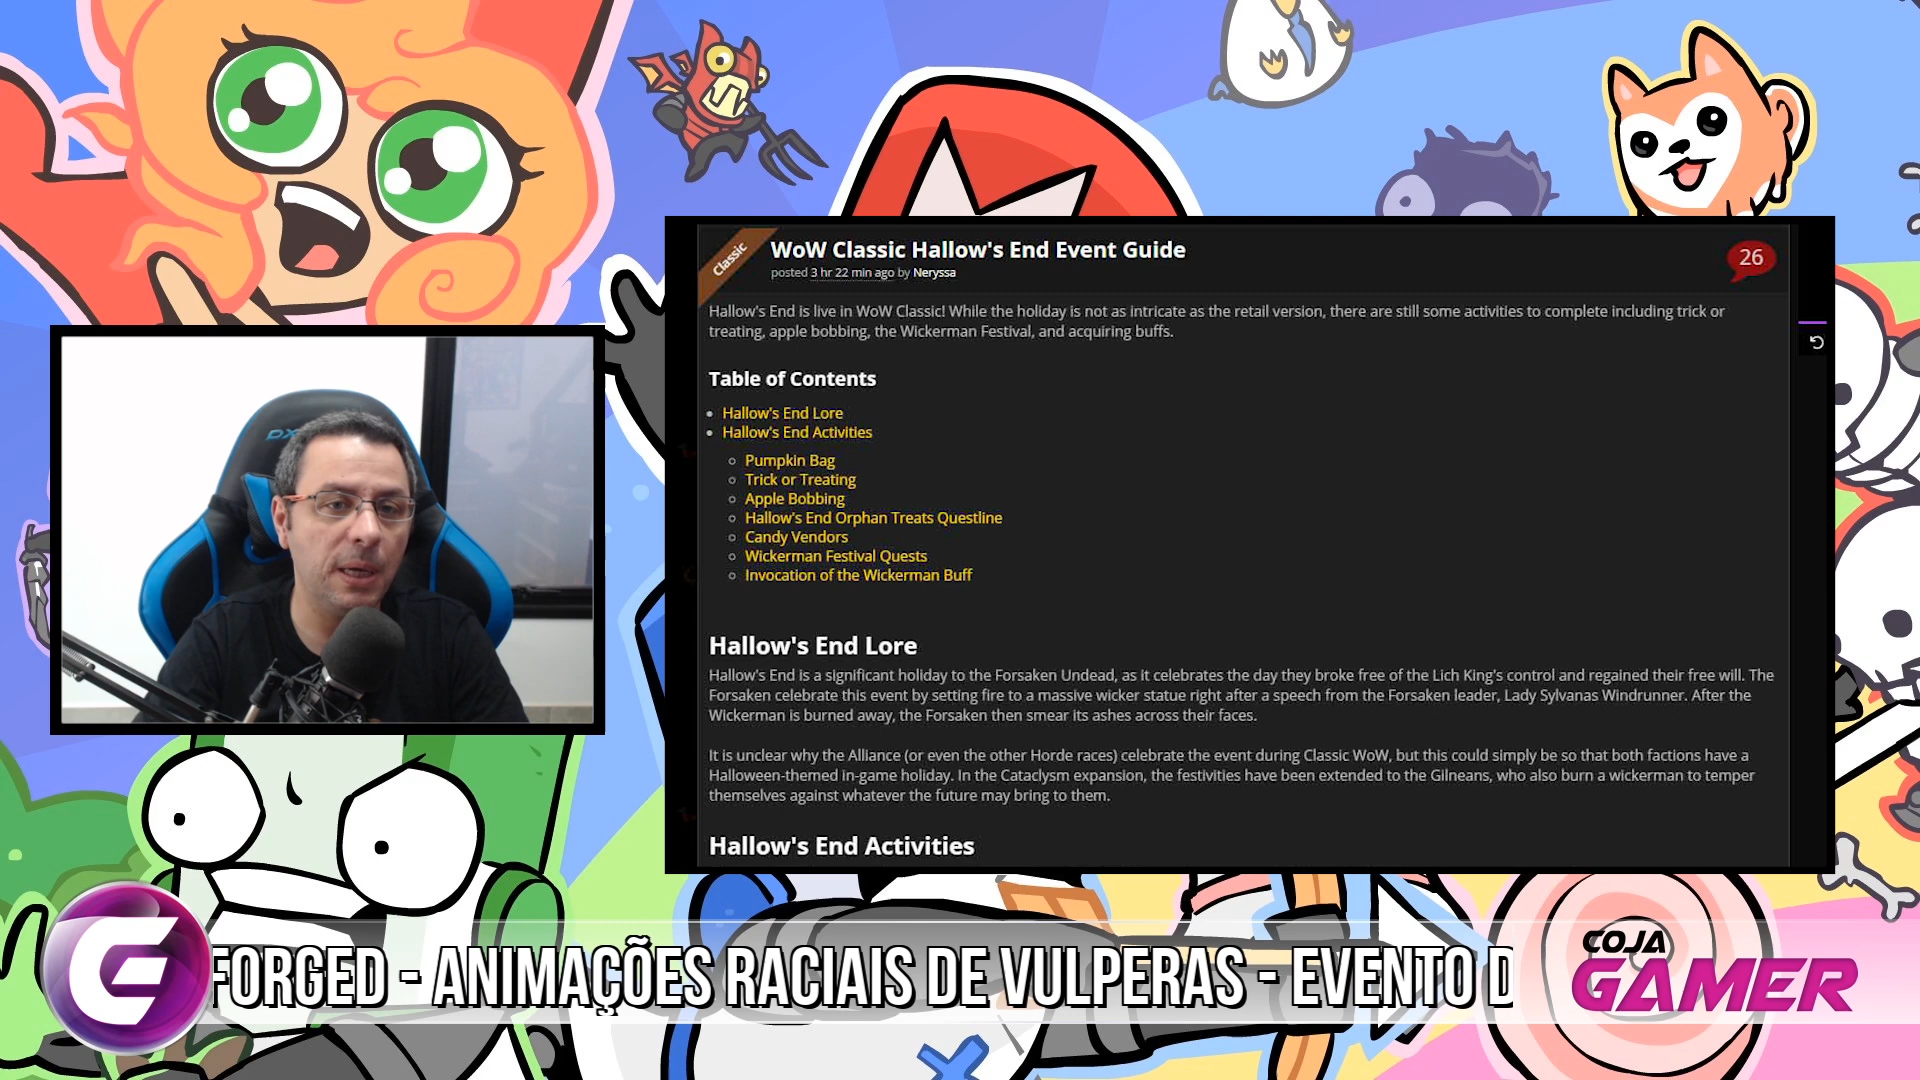 Classic
WoW Classic Hallow's End Event Guide
posted 3 hr 22 min ago by Neryssa
26
Hallow's End is live in WoW Classic! While the holiday is not as intricate as the retail version, there are still some activities to complete including trick or
treating, apple bobbing, the Wickerman Festival, and acquiring buffs.
Table of Contents
Hallow's End Lore
Hallow's End Activities
Pumpkin Bag
Trick or Treating
Apple Bobbing
Hallow's End Orphan Treats Questline
Candy Vendors
Wickerman Festival Quests
Invocation of the Wickerman Buff
Hallow's End Lore
Hallow's End is a significant holiday to the Forsaken Undead, as it celebrates the day they broke free of the Lich King's control and regained their free will. The
Forsaken celebrate this event by setting fire to a massive wicker statue right after a speech from the Forsaken leader, Lady Sylvanas Windrunner. After the
Wickerman is burned away, the Forsaken then smear its ashes across their faces.
It is unclear why the Alliance (or even the other Horde races) celebrate the event during Classic WoW, but this could simply be so that both factions have a
Halloween-themed in-game holiday. In the Cataclysm expansion, the festivities have been extended to the Gilneans, who also burn a wickerman to temper
themselves against whatever the future may bring to them.
Hallow's End Activities
DX
FORGED - ANIMAÇÕES RACIAIS DE VULPERAS - EVENTO D
COJA
GAMER